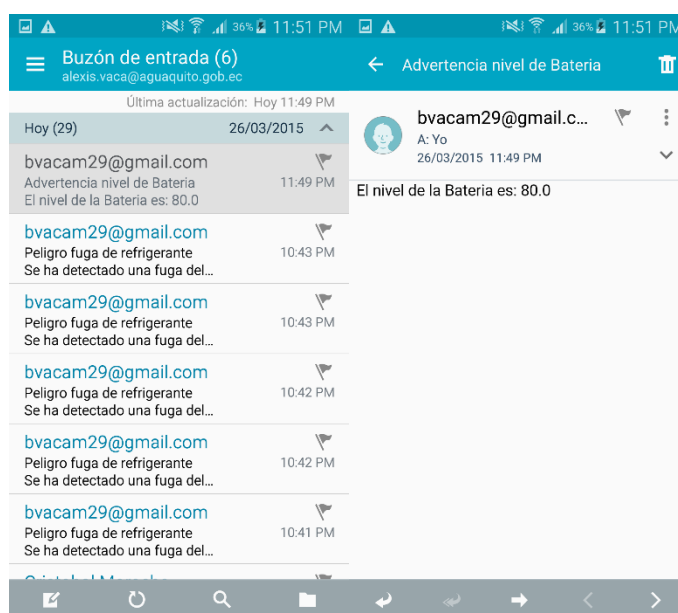 36% 11:51 PM
Buzón de entrada (6)
alexis.vaca@aguaquito.gob.ec
Última actualización: Hoy 11:49 PM
Hoy (29) 26/03/2015
bvacam29@gmail.com
Advertencia nivel de Bateria 11:49 PM
El nivel de la Bateria es: 80.0
bvacam29@gmail.com
Peligro fuga de refrigerante 10:43 PM
Se ha detectado una fuga del...
bvacam29@gmail.com
Peligro fuga de refrigerante 10:43 PM
Se ha detectado una fuga del...
bvacam29@gmail.com
Peligro fuga de refrigerante 10:42 PM
Se ha detectado una fuga del...
bvacam29@gmail.com
Peligro fuga de refrigerante 10:42 PM
Se ha detectado una fuga del...
bvacam29@gmail.com
Peligro fuga de refrigerante 10:41 PM
Se ha detectado una fuga del...
36% 11:51 PM
Advertencia nivel de Bateria
bvacam29@gmail.c...
A: Yo
26/03/2015 11:49 PM
El nivel de la Bateria es: 80.0